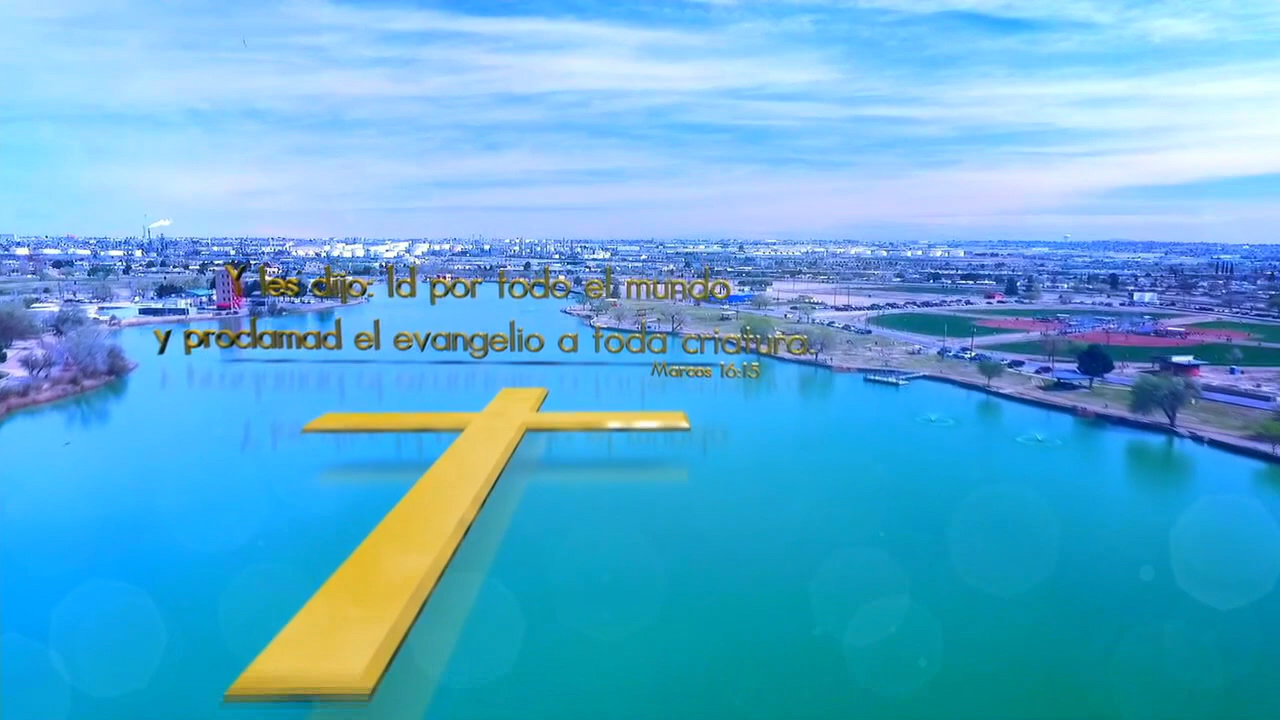 Y les dijo: Id por todo el mundo
y proclamad el evangelio a toda criatura.
Marcos 16:15